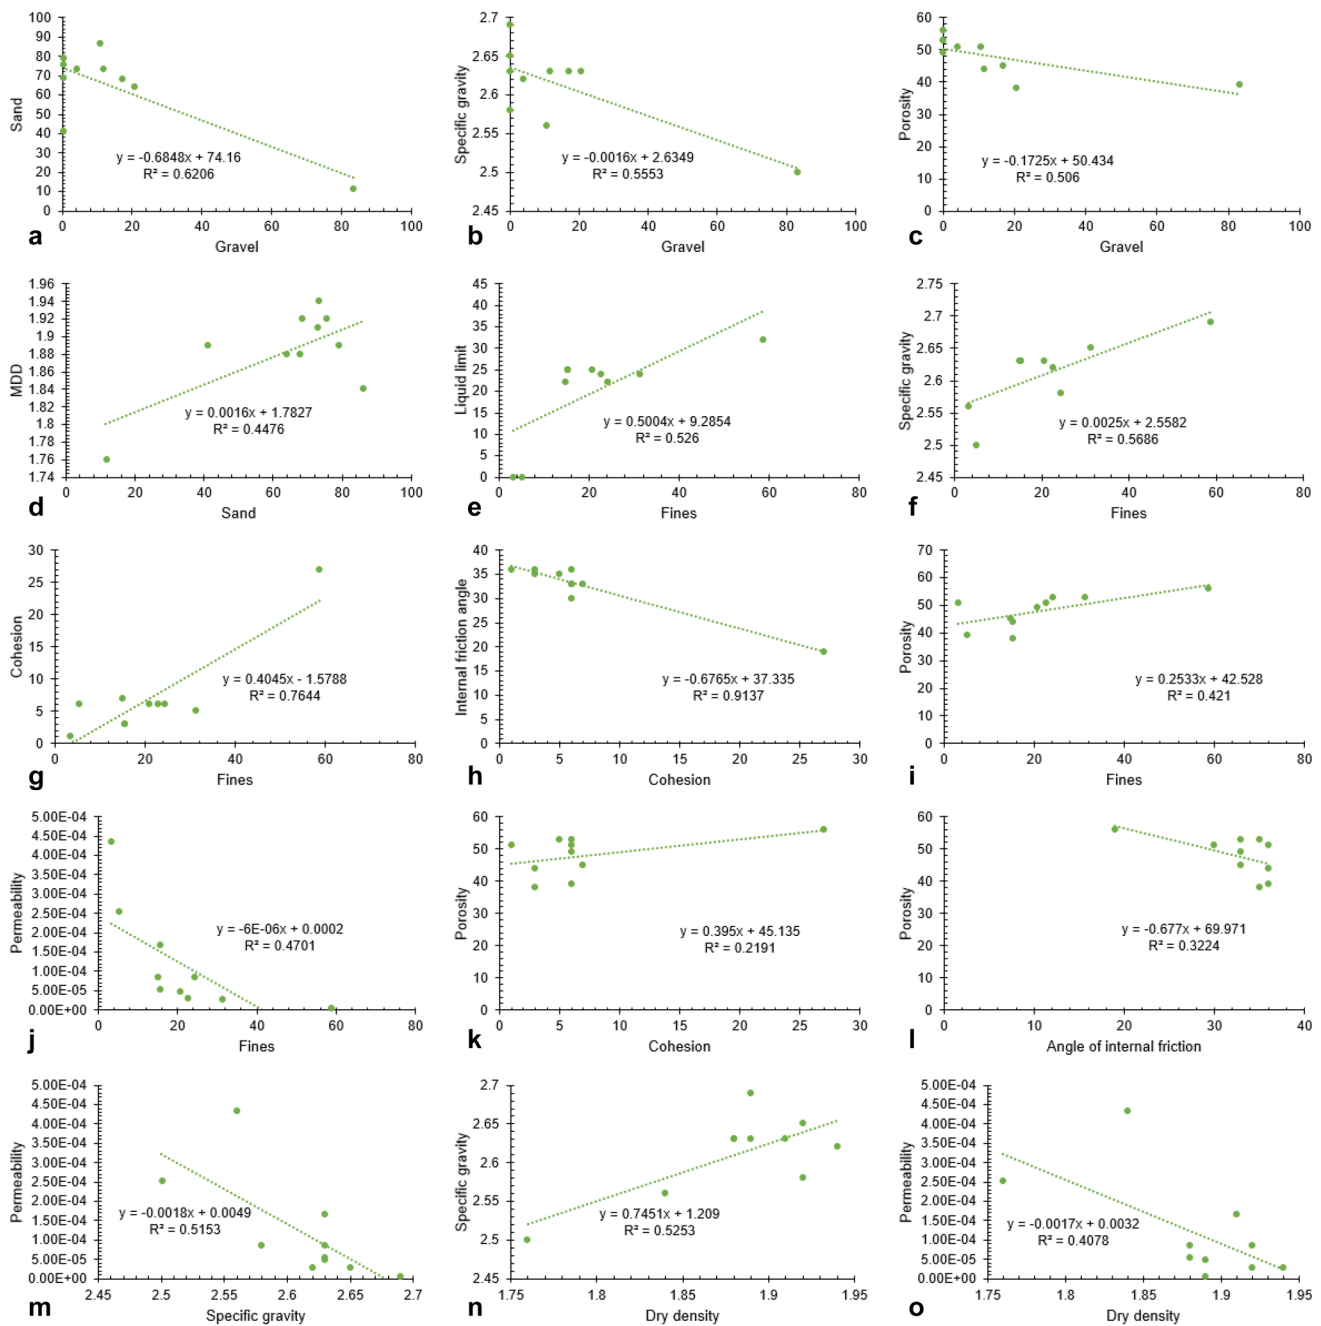 100
90
80
70
60
50
40
30
20
10
0
Sand
y = -0.6848x + 74.16
R² = 0.6206
0 20 40 60 80 100
a Gravel
2.7
2.65
2.6
2.55
2.5
2.45
Specific gravity
y = -0.0016x + 2.6349
R² = 0.5553
0 20 40 60 80 100
b Gravel
60
50
40
30
20
10
0
Porosity
y = -0.1725x + 50.434
R² = 0.506
0 20 40 60 80 100
c Gravel
1.96
1.94
1.92
1.9
1.88
1.86
1.84
1.82
1.8
1.78
1.76
1.74
MDD
y = 0.0016x + 1.7827
R² = 0.4476
0 20 40 60 80 100
d Sand
45
40
35
30
25
20
15
10
5
0
Liquid limit
y = 0.5004x + 9.2854
R² = 0.526
0 20 40 60 80
e Fines
2.75
2.7
2.65
2.6
2.55
2.5
2.45
Specific gravity
y = 0.0025x + 2.5582
R² = 0.5686
0 20 40 60 80
f Fines
30
25
20
15
10
5
0
Cohesion
y = 0.4045x - 1.5788
R² = 0.7644
0 20 40 60 80
g Fines
40
35
30
25
20
15
10
5
0
Internal friction angle
y = -0.6765x + 37.335
R² = 0.9137
0 5 10 15 20 25 30
h Cohesion
70
60
50
40
30
20
10
0
Porosity
y = 0.2533x + 42.528
R² = 0.421
0 20 40 60 80
i Fines
5.00E-04
4.50E-04
4.00E-04
3.50E-04
3.00E-04
2.50E-04
2.00E-04
1.50E-04
1.00E-04
5.00E-05
0.00E+00
Permeability
y = -6E-06x + 0.0002
R² = 0.4701
0 20 40 60 80
j Fines
60
50
40
30
20
10
0
Porosity
y = 0.395x + 45.135
R² = 0.2191
0 5 10 15 20 25 30
k Cohesion
60
50
40
30
20
10
0
Porosity
y = -0.677x + 69.971
R² = 0.3224
0 10 20 30 40
l Angle of internal friction
5.00E-04
4.50E-04
4.00E-04
3.50E-04
3.00E-04
2.50E-04
2.00E-04
1.50E-04
1.00E-04
5.00E-05
0.00E+00
Permeability
y = -0.0018x + 0.0049
R² = 0.5153
2.45 2.5 2.55 2.6 2.65 2.7
m Specific gravity
2.7
2.65
2.6
2.55
2.5
2.45
Specific gravity
y = 0.7451x + 1.209
R² = 0.5253
1.75 1.8 1.85 1.9 1.95
n Dry density
5.00E-04
4.50E-04
4.00E-04
3.50E-04
3.00E-04
2.50E-04
2.00E-04
1.50E-04
1.00E-04
5.00E-05
0.00E+00
Permeability
y = -0.0017x + 0.0032
R² = 0.4078
1.75 1.8 1.85 1.9 1.95
o Dry density